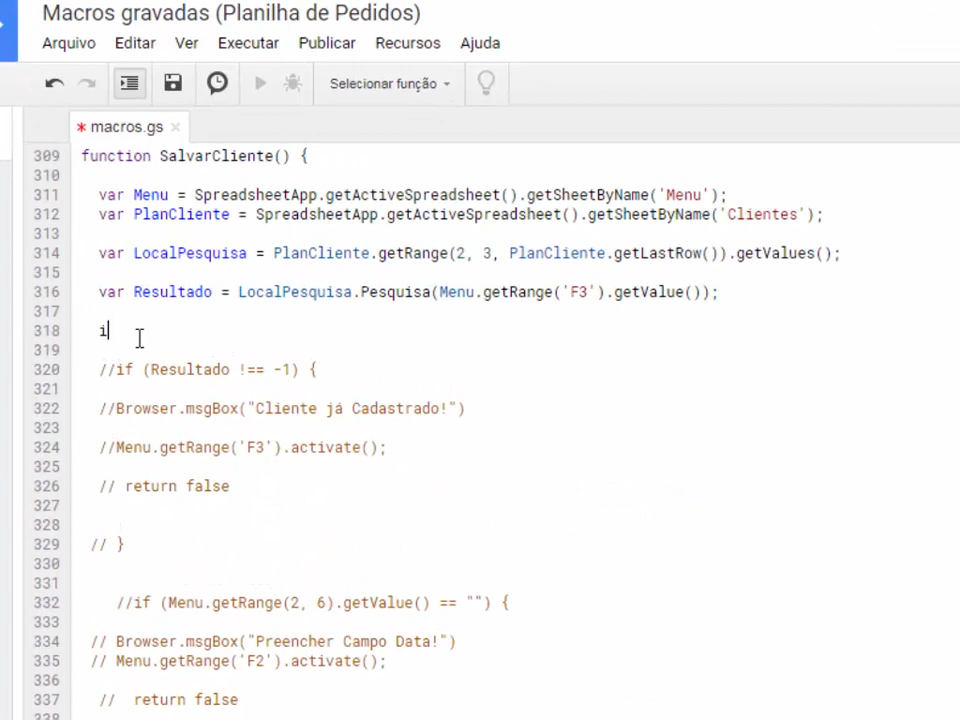 Macros gravadas (Planilha de Pedidos)
Arquivo Editar Ver Executar Publicar Recursos Ajuda
Selecionar função
* macros.gs ×
309 function SalvarCliente() {
310
311 var Menu = SpreadsheetApp.getActiveSpreadsheet().getSheetByName('Menu');
312 var PlanCliente = SpreadsheetApp.getActiveSpreadsheet().getSheetByName('Clientes');
313
314 var LocalPesquisa = PlanCliente.getRange(2, 3, PlanCliente.getLastRow()).getValues();
315
316 var Resultado = LocalPesquisa.Pesquisa(Menu.getRange('F3').getValue());
317
318 i
319
320 //if (Resultado !== -1) {
321
322 //Browser.msgBox("Cliente já Cadastrado!")
323
324 //Menu.getRange('F3').activate();
325
326 // return false
327
328
329 // }
330
331
332 //if (Menu.getRange(2, 6).getValue() == "") {
333
334 // Browser.msgBox("Preencher Campo Data!")
335 // Menu.getRange('F2').activate();
336
337 // return false
338